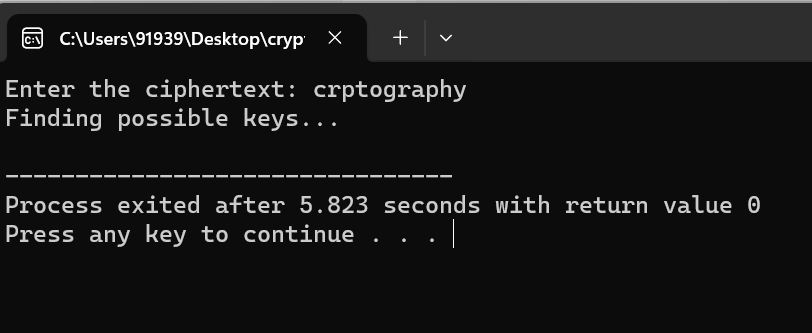 C:\Users\91939\Desktop\cryp
Enter the ciphertext: crptography
Finding possible keys...
--------------------------------
Process exited after 5.823 seconds with return value 0
Press any key to continue . . .